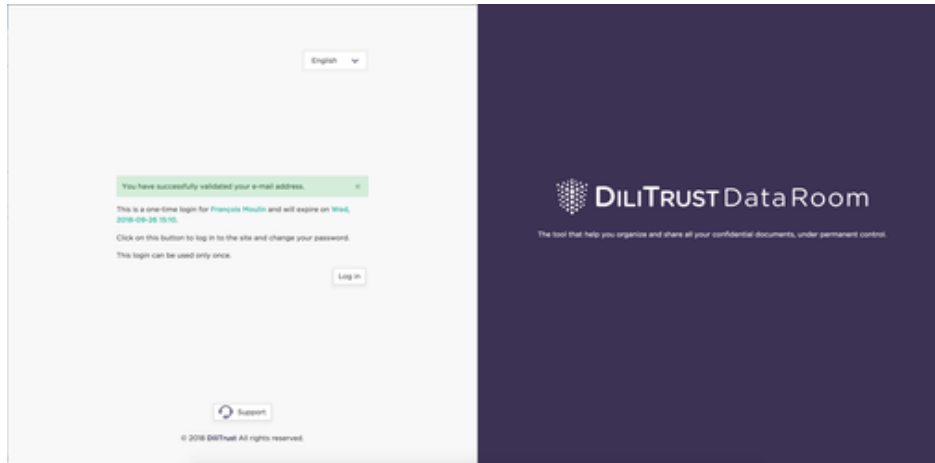 English
You have successfully validated your e-mail address. ×
This is a one-time login for François Moulin and will expire on Wed,
2018-09-26 15:10.
Click on this button to log in to the site and change your password.
This login can be used only once.
Log in
Support
© 2018 DiliTrust All rights reserved.
DILITRUST Data Room
The tool that help you organize and share all your confidential documents, under permanent control.